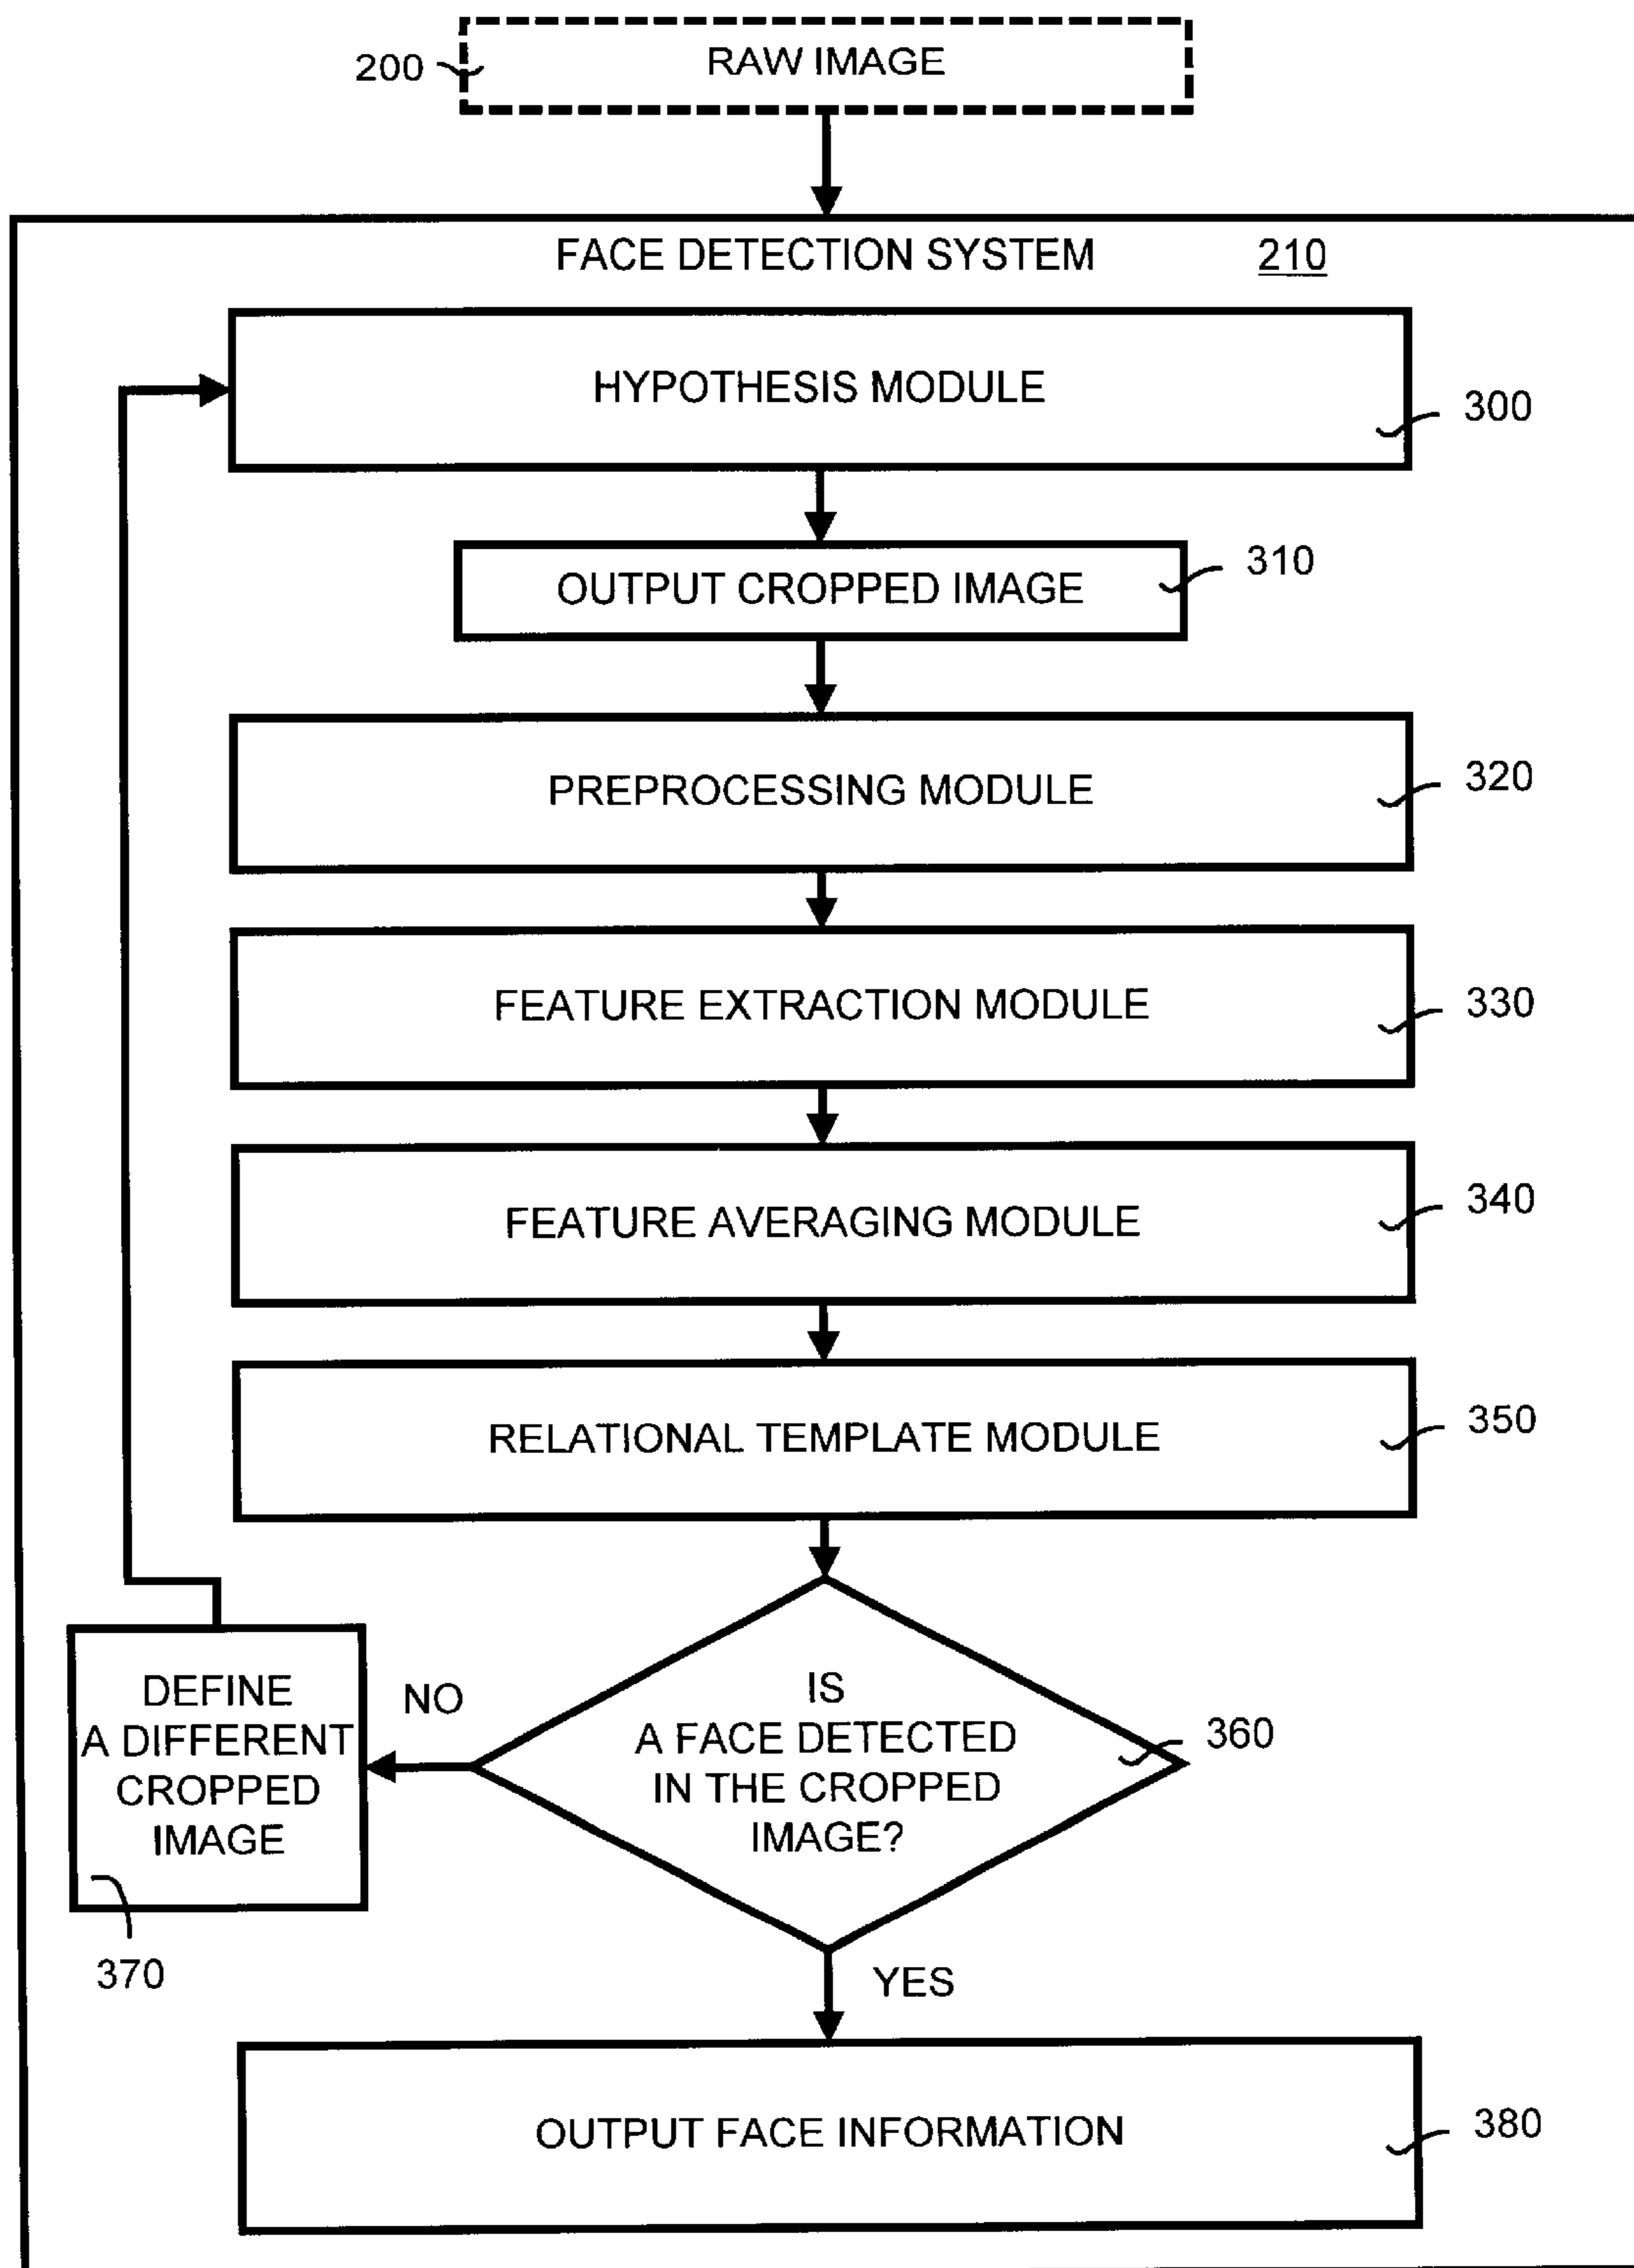 200
RAW IMAGE
FACE DETECTION SYSTEM 210
HYPOTHESIS MODULE
300
OUTPUT CROPPED IMAGE
310
PREPROCESSING MODULE
320
FEATURE EXTRACTION MODULE
330
FEATURE AVERAGING MODULE
340
RELATIONAL TEMPLATE MODULE
350
IS
A FACE DETECTED
IN THE CROPPED
IMAGE?
360
NO
DEFINE
A DIFFERENT
CROPPED
IMAGE
370
YES
OUTPUT FACE INFORMATION
380